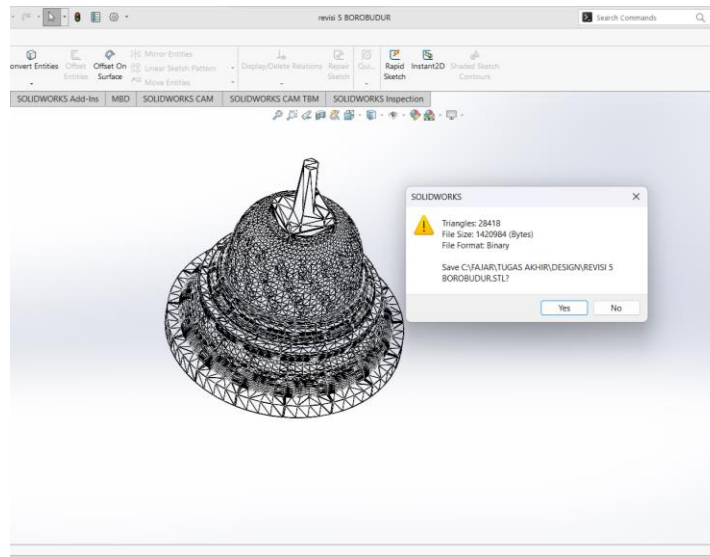 revisi 5 BOROBUDUR
Search Commands
onvert Entities
Offset Entities
Offset On Surface
Mirror Entities
Linear Sketch Pattern
Move Entities
Display/Delete Relations
Repair Sketch
Qui...
Rapid Sketch
Instant2D
Shaded Sketch Contours
SOLIDWORKS Add-Ins
MBD
SOLIDWORKS CAM
SOLIDWORKS CAM TBM
SOLIDWORKS Inspection
SOLIDWORKS
Triangles: 28418
File Size: 1420984 (Bytes)
File Format: Binary
Save C:\FAJAR\TUGAS AKHIR\DESIGN\REVISI 5
BOROBUDUR.STL?
Yes
No